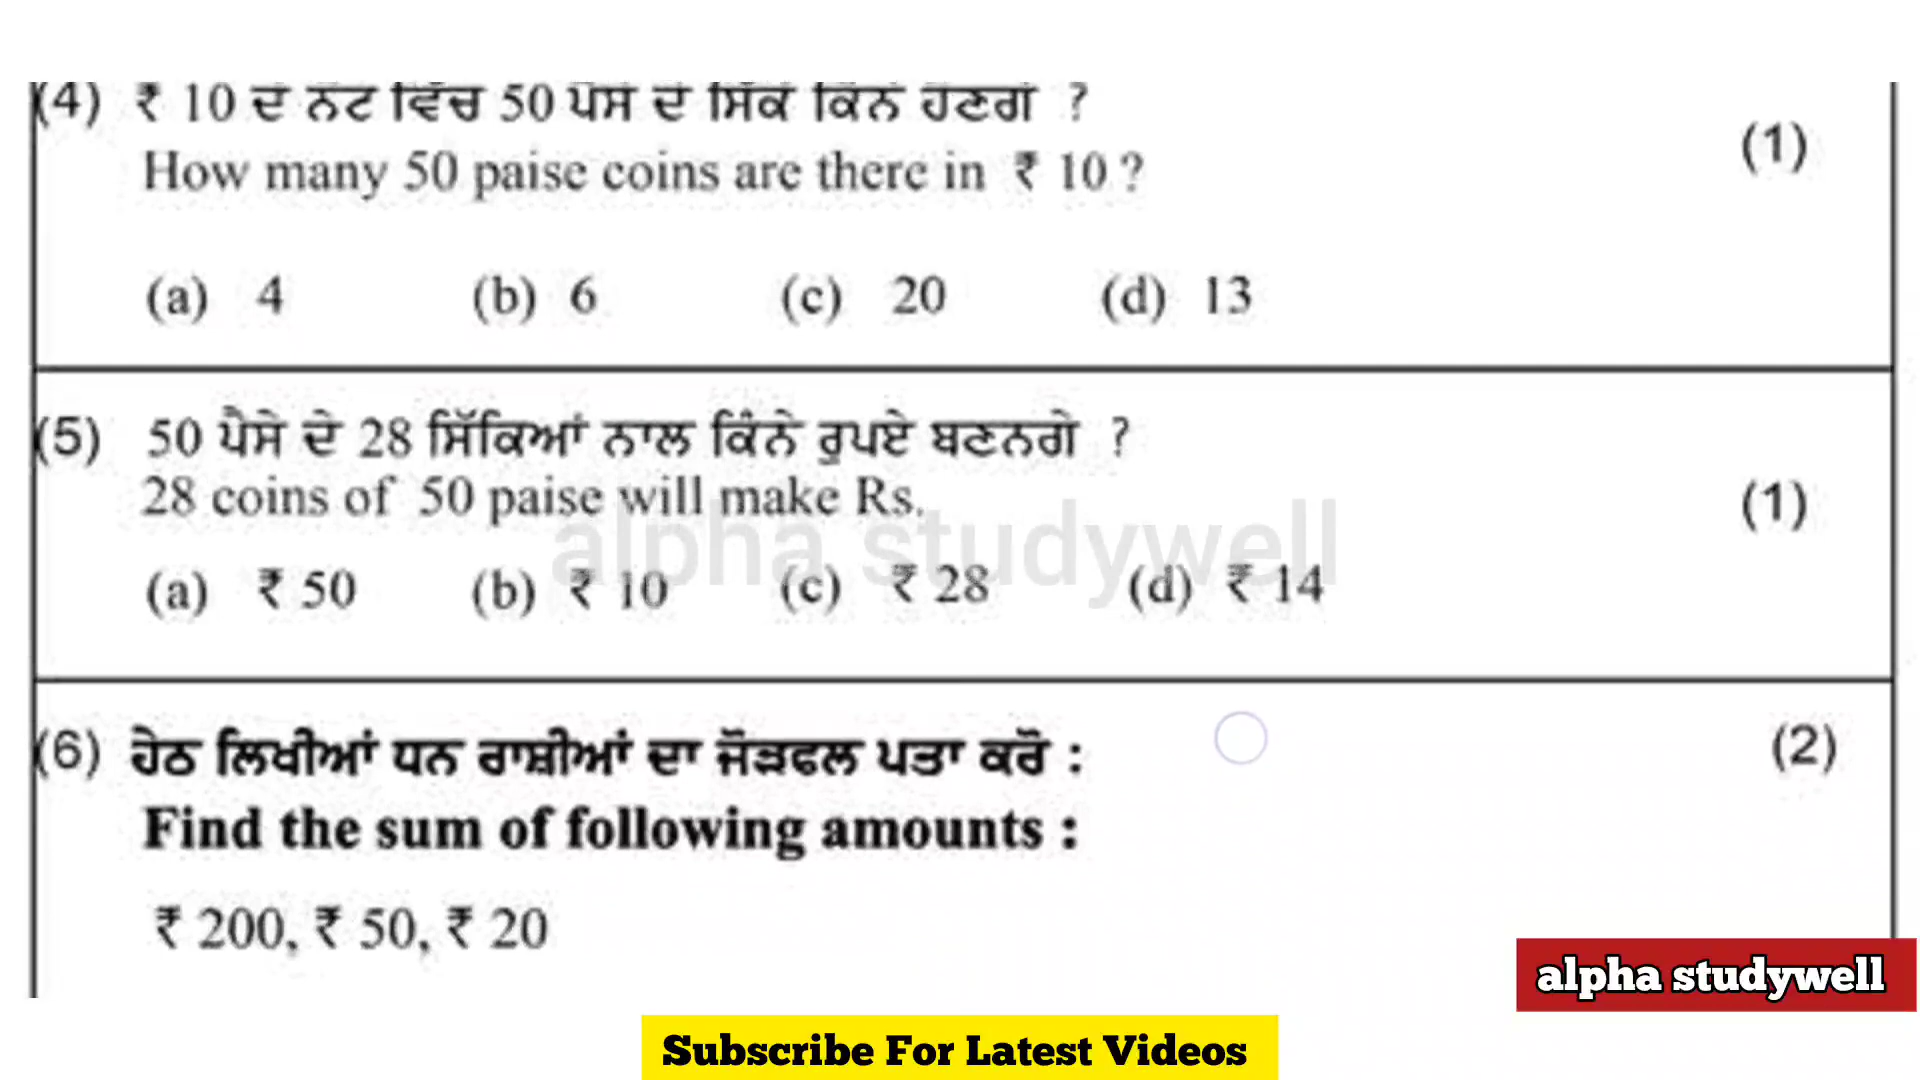 (4) ₹ 10 ਦੇ ਨੋਟ ਵਿੱਚ 50 ਪੈਸੇ ਦੇ ਸਿੱਕੇ ਕਿੰਨੇ ਹੋਣਗੇ ?
How many 50 paise coins are there in ₹ 10 ?
(1)
(a) 4 (b) 6 (c) 20 (d) 13
(5) 50 ਪੈਸੇ ਦੇ 28 ਸਿੱਕਿਆਂ ਨਾਲ ਕਿੰਨੇ ਰੁਪਏ ਬਣਨਗੇ ?
28 coins of 50 paise will make Rs.
(1)
alpha studywell
(a) ₹ 50 (b) ₹ 10 (c) ₹ 28 (d) ₹ 14
(6) ਹੇਠ ਲਿਖੀਆਂ ਧਨ ਰਾਸ਼ੀਆਂ ਦਾ ਜੋੜਫਲ ਪਤਾ ਕਰੋ : (2)
Find the sum of following amounts :
₹ 200, ₹ 50, ₹ 20
alpha studywell
Subscribe For Latest Videos